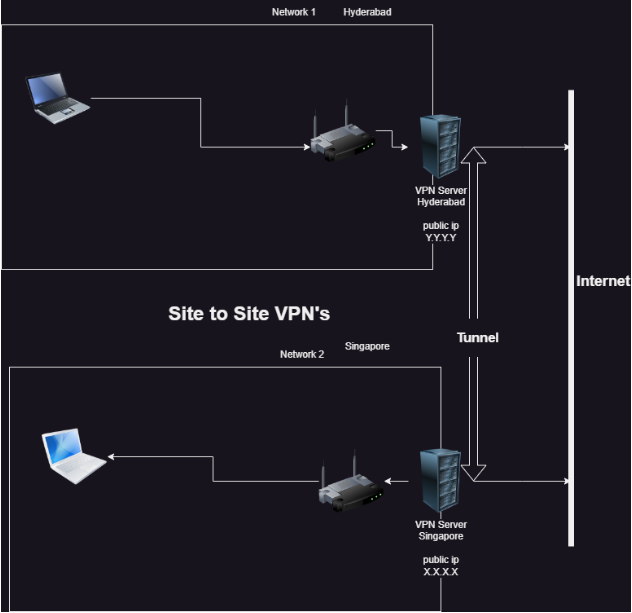 Network 1 Hyderabad
VPN Server
Hyderabad
public ip
Y.Y.Y.Y
Internet
Site to Site VPN's
Tunnel
Singapore
Network 2
VPN Server
Singapore
public ip
X.X.X.X